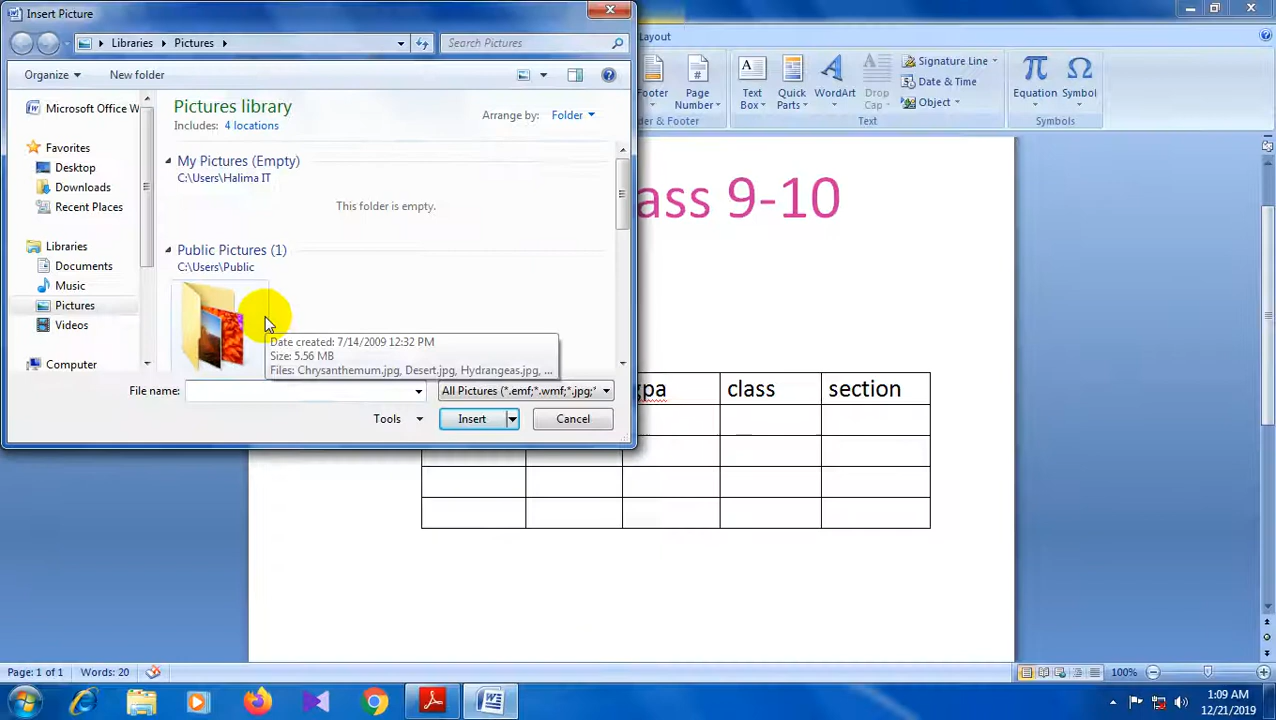 Insert Picture
Libraries
Pictures
Search Pictures
Organize
New folder
Microsoft Office W
Favorites
Desktop
Downloads
Recent Places
Libraries
Documents
Music
Pictures
Videos
Computer
Pictures library
Includes: 4 locations
Arrange by: Folder
My Pictures (Empty)
C:\Users\Halima IT
This folder is empty.
Public Pictures (1)
C:\Users\Public
Date created: 7/14/2009 12:32 PM
Size: 5.56 MB
Files: Chrysanthemum.jpg, Desert.jpg, Hydrangeas.jpg, ...
File name:
All Pictures (*.emf;*.wmf;*.jpg;*
Tools
Insert
Cancel
Layout
Footer
Page Number
Text Box
Quick Parts
WordArt
Drop Cap
Signature Line
Date & Time
Object
Equation
Symbol
der & Footer
Text
Symbols
ass 9-10
gpa
class
section
Page: 1 of 1
Words: 20
100%
1:09 AM
12/21/2019